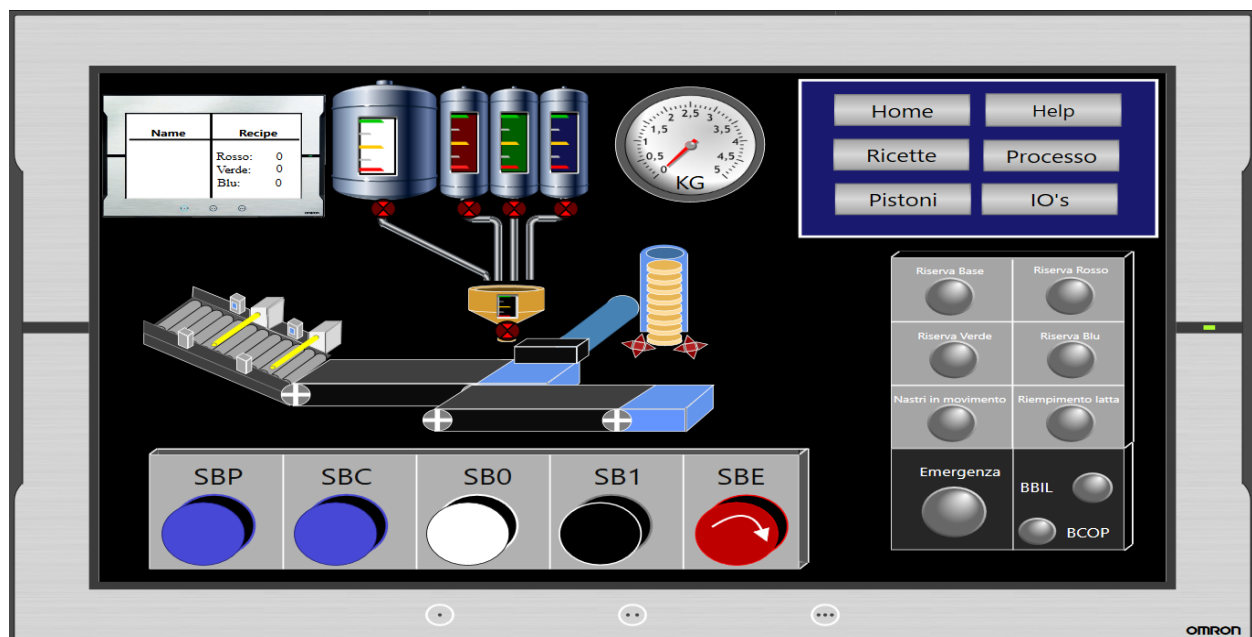 Name Recipe
Rosso: 0
Verde: 0
Blu: 0
0 0,5 1 1,5 2 2,5 3 3,5 4 4,5 5
KG
Home Help
Ricette Processo
Pistoni IO's
Riserva Base Riserva Rosso
Riserva Verde Riserva Blu
Nastri in movimento Riempimento latta
Emergenza
BBIL
BCOP
SBP SBC SB0 SB1 SBE
OMRON